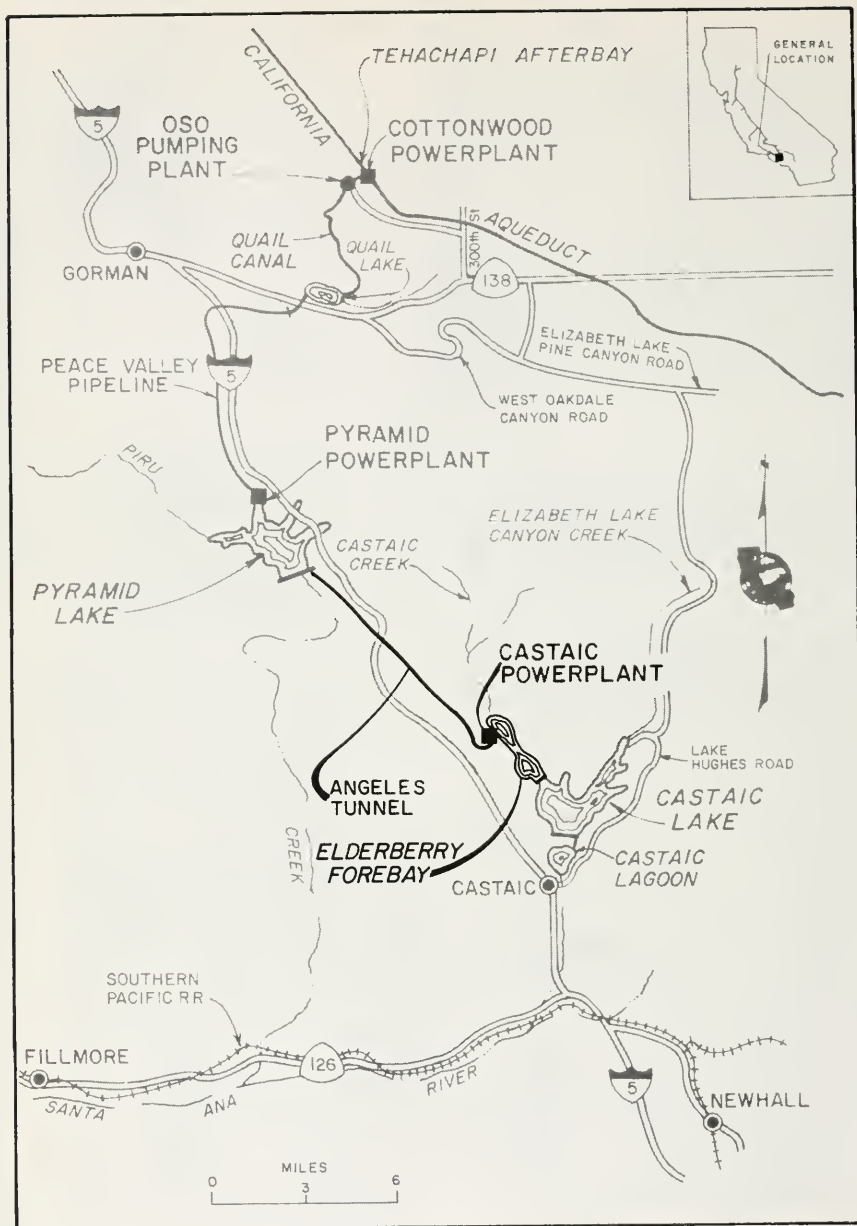 CALIFORNIA
AQUEDUCT
TEHACHAPI AFTERBAY
GENERAL
LOCATION
5
OSO
PUMPING
PLANT
COTTONWOOD
POWERPLANT
QUAIL
CANAL
QUAIL
LAKE
300th St
GORMAN
138
ELIZABETH LAKE
PINE CANYON ROAD
5
PEACE VALLEY
PIPELINE
WEST OAKDALE
CANYON ROAD
PYRAMID
POWERPLANT
PIRU
CREEK
CASTAIC
CREEK
ELIZABETH LAKE
CANYON CREEK
PYRAMID
LAKE
CASTAIC
POWERPLANT
LAKE
HUGHES ROAD
ANGELES
TUNNEL
CASTAIC
LAKE
ELDERBERRY
FOREBAY
CASTAIC
LAGOON
CASTAIC
SOUTHERN
PACIFIC RR
FILLMORE
126
SANTA ANA RIVER
5
NEWHALL
MILES
0 3 6